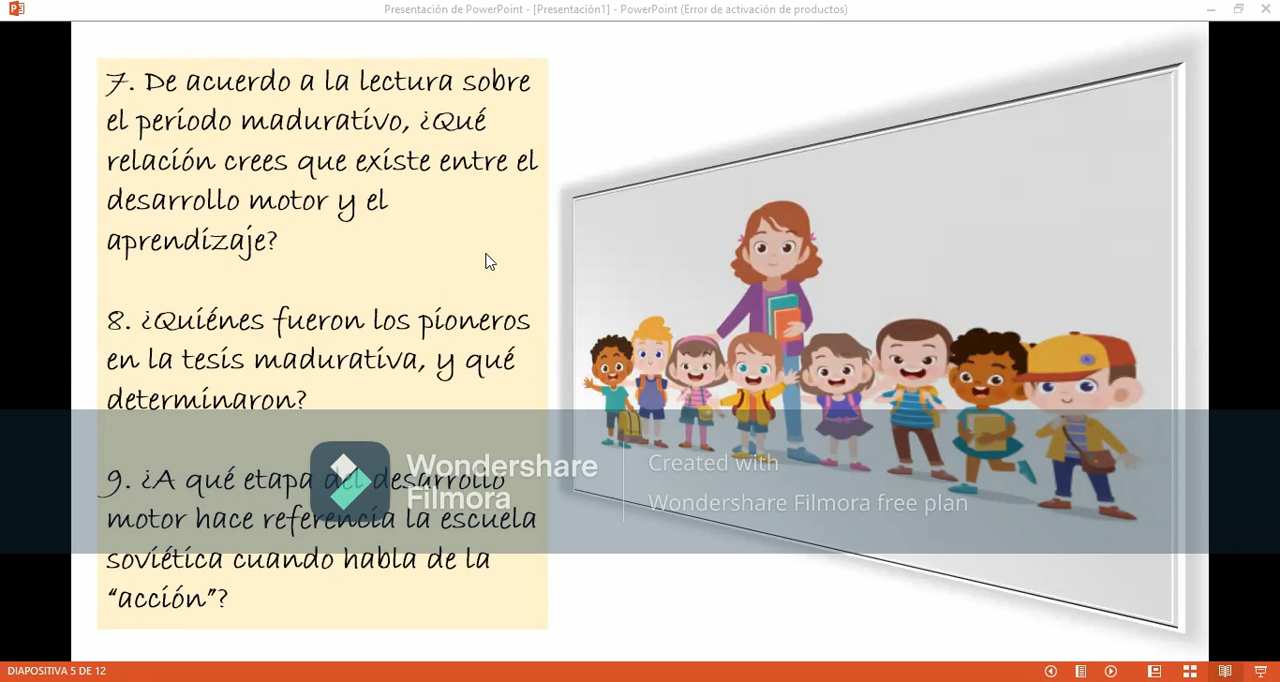 Presentación de PowerPoint - [Presentación1] - PowerPoint (Error de activación de productos)
7. De acuerdo a la lectura sobre
el período madurativo, ¿Qué
relación crees que existe entre el
desarrollo motor y el
aprendizaje?
8. ¿Quiénes fueron los pioneros
en la tesis madurativa, y qué
determinaron?
9. ¿A qué etapa del desarrollo
motor hace referencia la escuela
soviética cuando habla de la
“acción”?
Wondershare
Filmora
Created with
Wondershare Filmora free plan
DIAPOSITIVA 5 DE 12